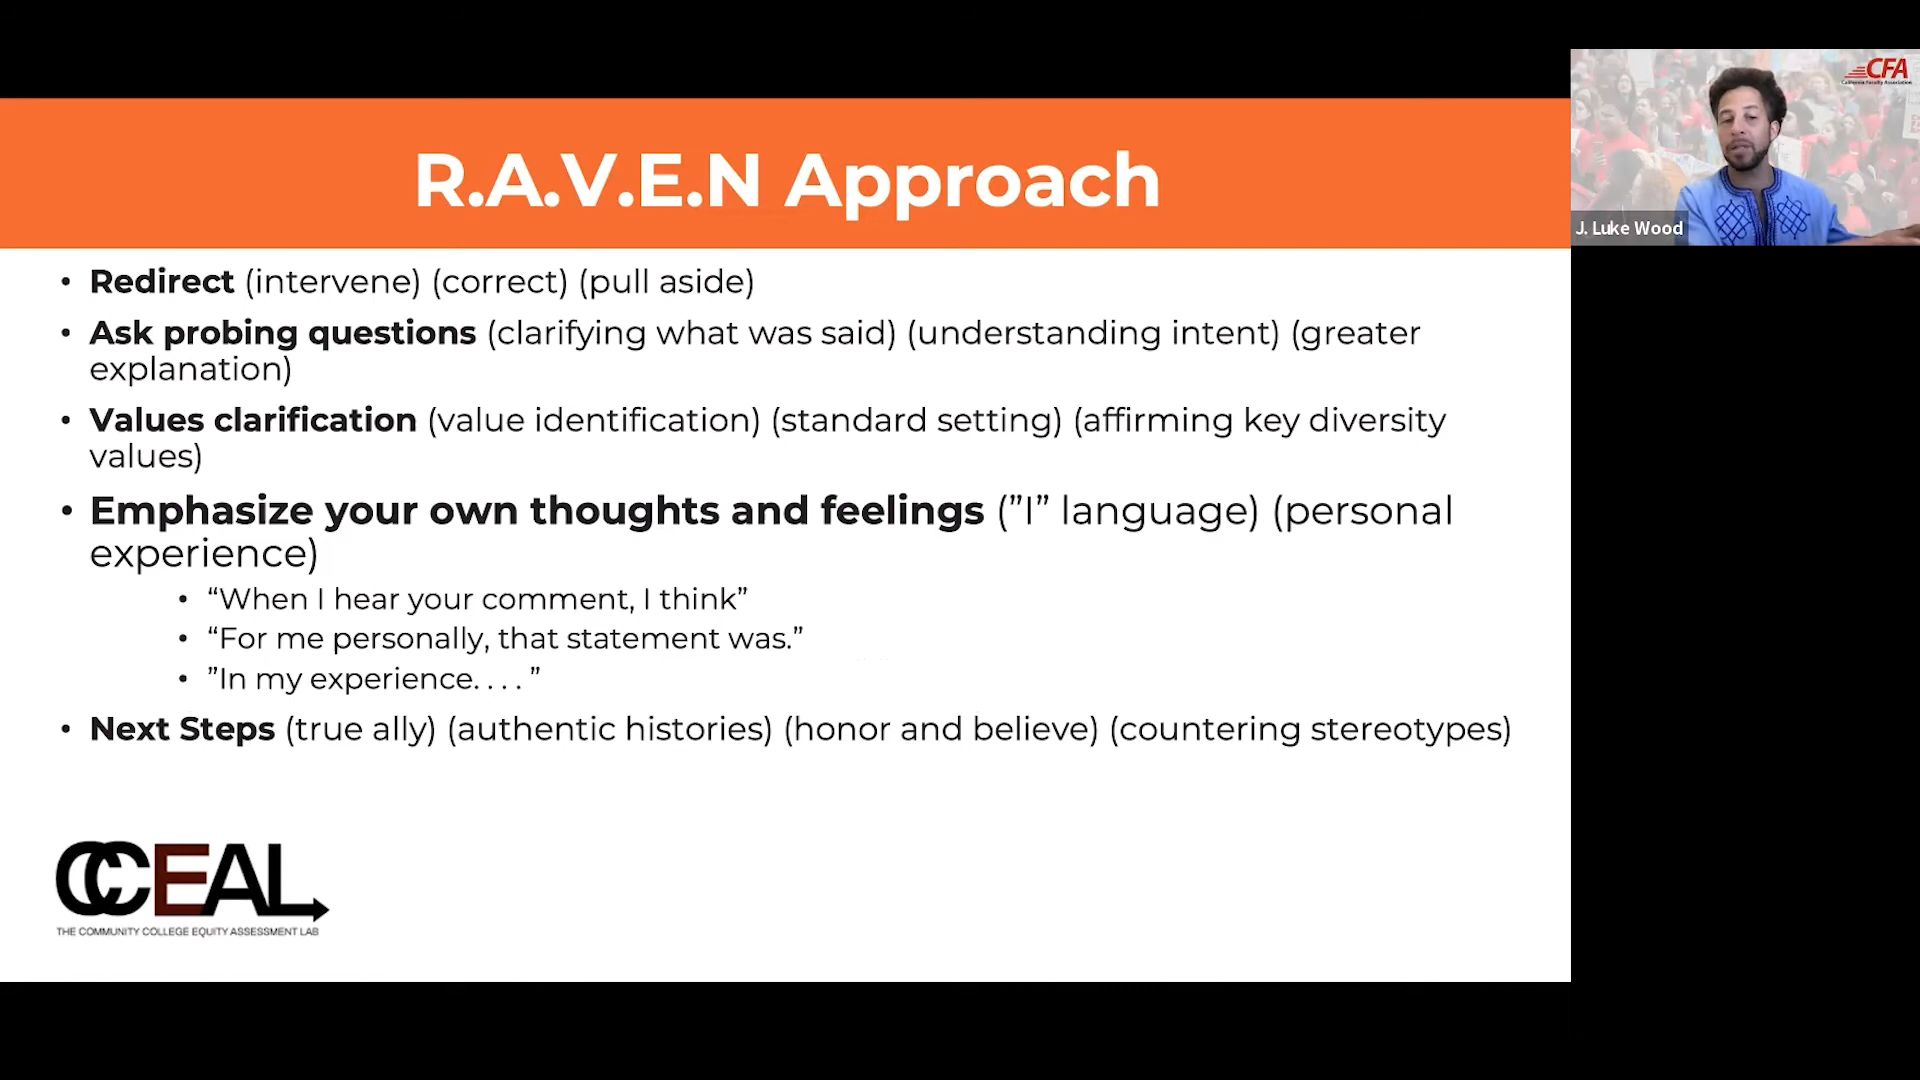 R.A.V.E.N Approach
• Redirect (intervene) (correct) (pull aside)
• Ask probing questions (clarifying what was said) (understanding intent) (greater
explanation)
• Values clarification (value identification) (standard setting) (affirming key diversity
values)
• Emphasize your own thoughts and feelings (”I” language) (personal
experience)
• “When I hear your comment, I think”
• “For me personally, that statement was.”
• ”In my experience. . . . ”
• Next Steps (true ally) (authentic histories) (honor and believe) (countering stereotypes)
CCEAL
THE COMMUNITY COLLEGE EQUITY ASSESSMENT LAB
CFA
California Faculty Association
J. Luke Wood